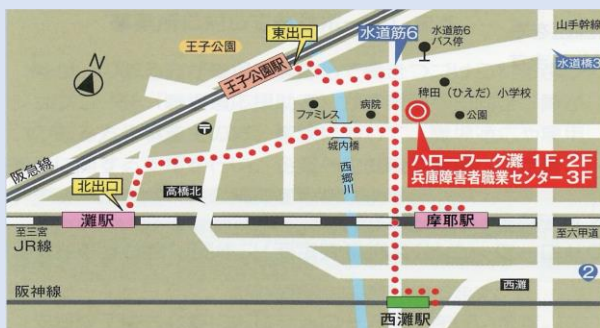 東出口
水道筋6
水道筋6
バス停
山手幹線
王子公園
N
王子公園駅
水道橋3
稗田（ひえだ）小学校
ファミレス
病院
公園
〒
城内橋
ハローワーク灘 1F・2F
兵庫障害者職業センター 3F
阪急線
北出口
高橋北
西郷川
灘駅
摩耶駅
至三宮
JR線
至六甲道
2
西灘
阪神線
西灘駅